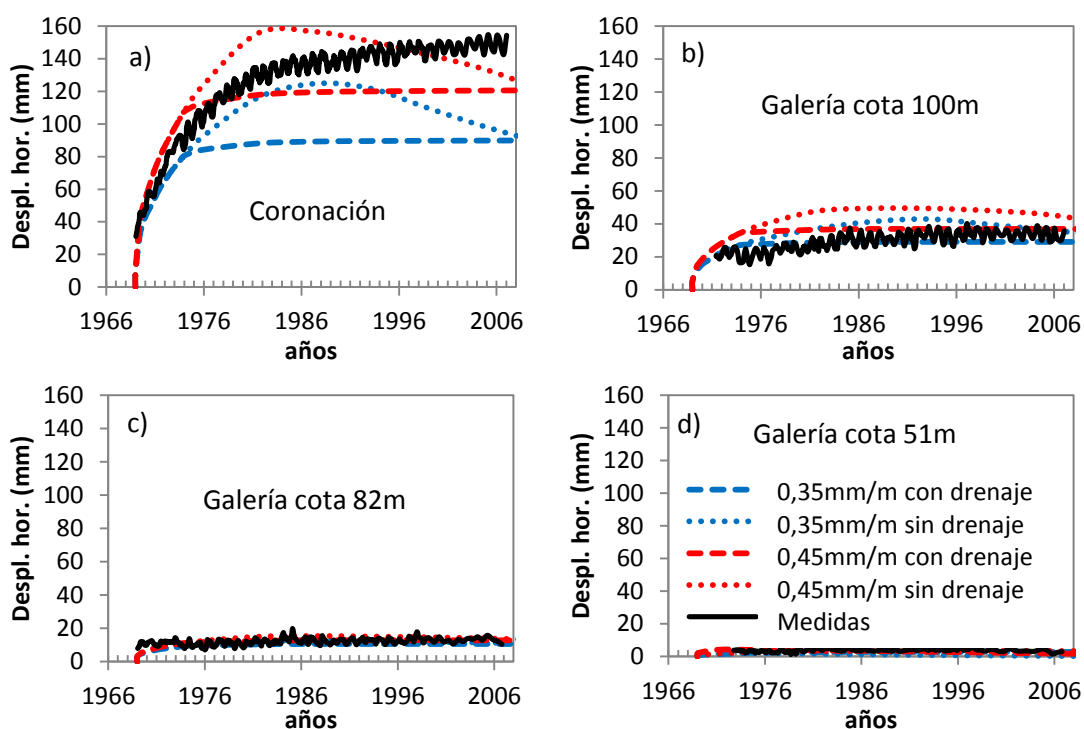 160
140
120
100
80
60
40
20
0
Despl. hor. (mm)
a)
Coronación
1966 1976 1986 1996 2006
años
160
140
120
100
80
60
40
20
0
Despl. hor. (mm)
b)
Galería cota 100m
1966 1976 1986 1996 2006
años
160
140
120
100
80
60
40
20
0
Despl. hor. (mm)
c)
Galería cota 82m
1966 1976 1986 1996 2006
años
160
140
120
100
80
60
40
20
0
Despl. hor. (mm)
d)
Galería cota 51m
0,35mm/m con drenaje
0,35mm/m sin drenaje
0,45mm/m con drenaje
0,45mm/m sin drenaje
Medidas
1966 1976 1986 1996 2006
años